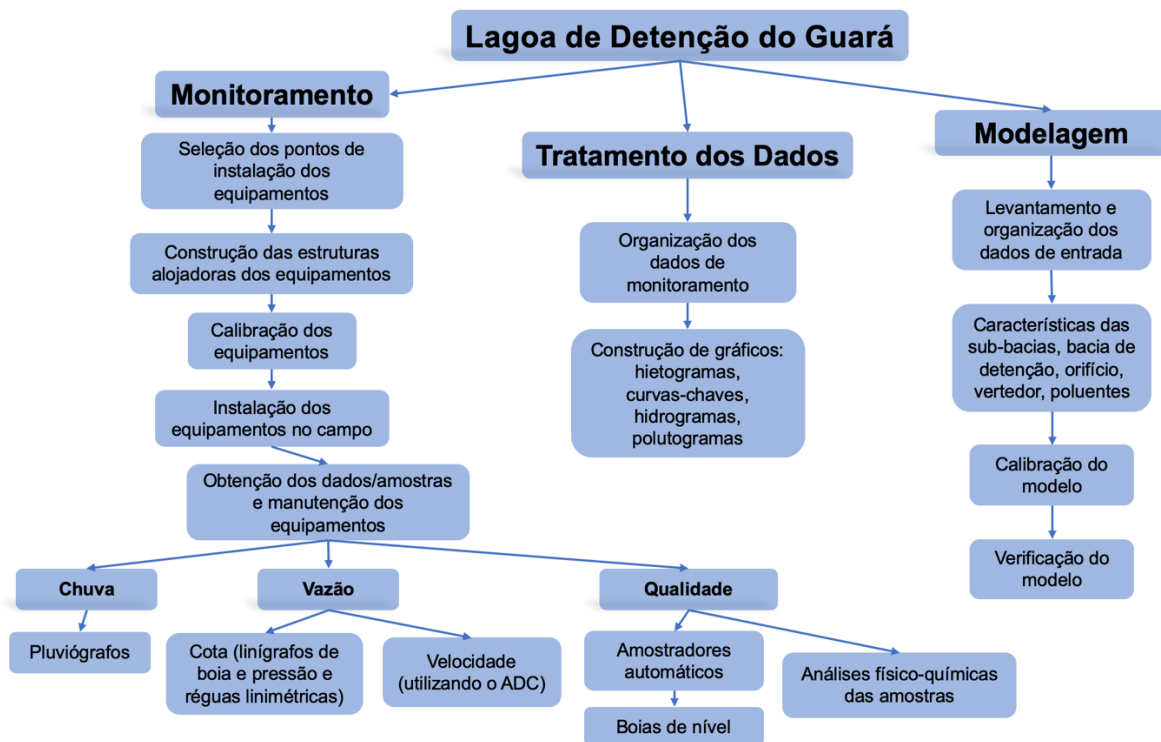 Lagoa de Detenção do Guará
Monitoramento
Seleção dos pontos de
instalação dos
equipamentos
Construção das estruturas
alojadoras dos equipamentos
Calibração dos
equipamentos
Instalação dos
equipamentos no campo
Obtenção dos dados/amostras
e manutenção dos
equipamentos
Chuva
Pluviógrafos
Vazão
Cota (linígrafos de
boia e pressão e
réguas linimétricas)
Velocidade
(utilizando o ADC)
Qualidade
Amostradores
automáticos
Boias de nível
Análises físico-químicas
das amostras
Tratamento dos Dados
Organização dos
dados de
monitoramento
Construção de gráficos:
hietogramas,
curvas-chaves,
hidrogramas,
polutogramas
Modelagem
Levantamento e
organização dos
dados de entrada
Características das
sub-bacias, bacia de
detenção, orifício,
vertedor, poluentes
Calibração do
modelo
Verificação do
modelo